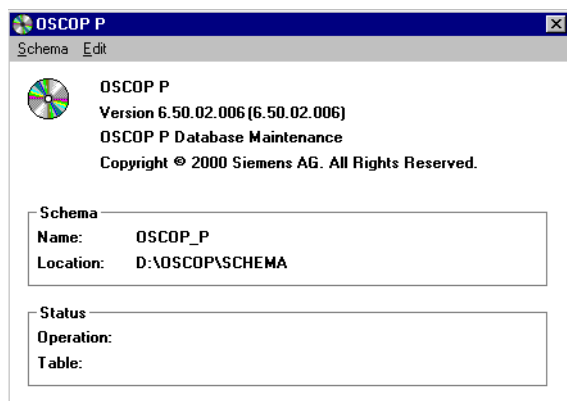 OSCOP P
Schema Edit
OSCOP P
Version 6.50.02.006 (6.50.02.006)
OSCOP P Database Maintenance
Copyright © 2000 Siemens AG. All Rights Reserved.
Schema
Name: OSCOP_P
Location: D:\OSCOP\SCHEMA
Status
Operation:
Table: